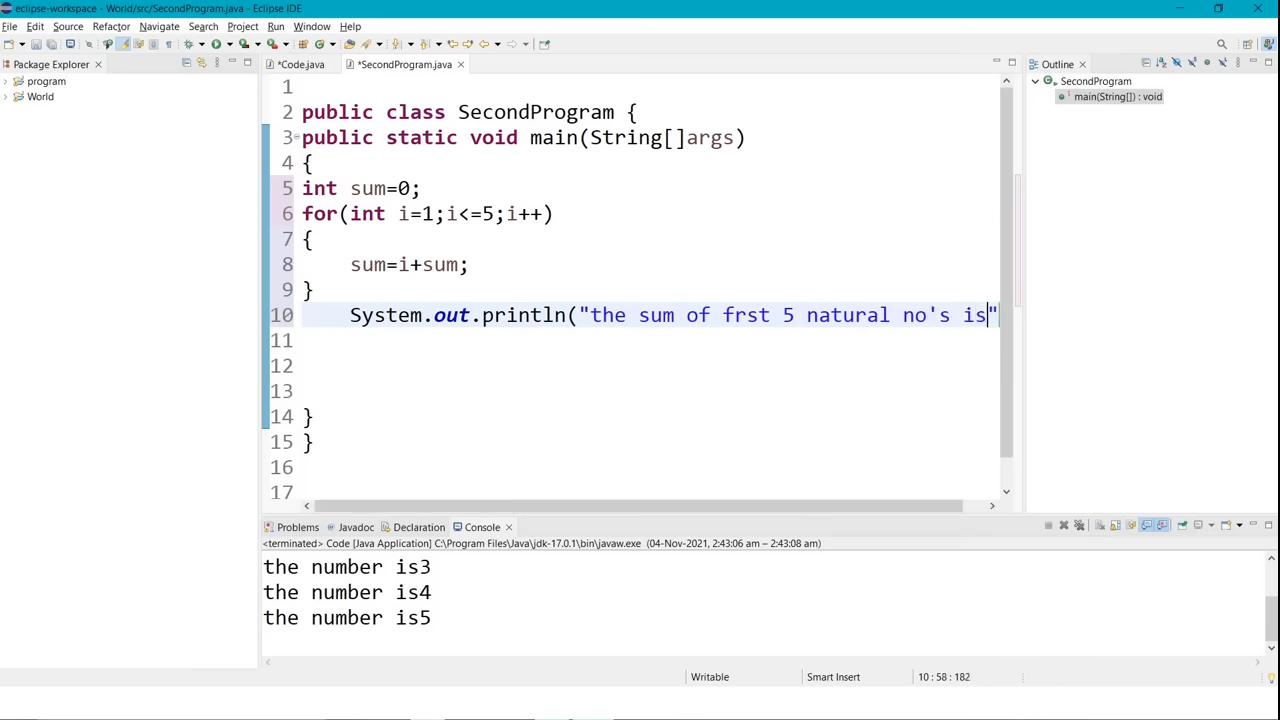 eclipse-workspace - World/src/SecondProgram.java - Eclipse IDE
File Edit Source Refactor Navigate Search Project Run Window Help
Package Explorer
*Code.java *SecondProgram.java
Outline
program
World
SecondProgram
main(String[]) : void
1
2 public class SecondProgram {
3 public static void main(String[]args)
4 {
5 int sum=0;
6 for(int i=1;i<=5;i++)
7 {
8 sum=i+sum;
9 }
10 System.out.println("the sum of frst 5 natural no's is"
11
12
13
14 }
15 }
16
17
Problems Javadoc Declaration Console
<terminated> Code [Java Application] C:\Program Files\Java\jdk-17.0.1\bin\javaw.exe (04-Nov-2021, 2:43:06 am – 2:43:08 am)
the number is3
the number is4
the number is5
Writable Smart Insert 10 : 58 : 182